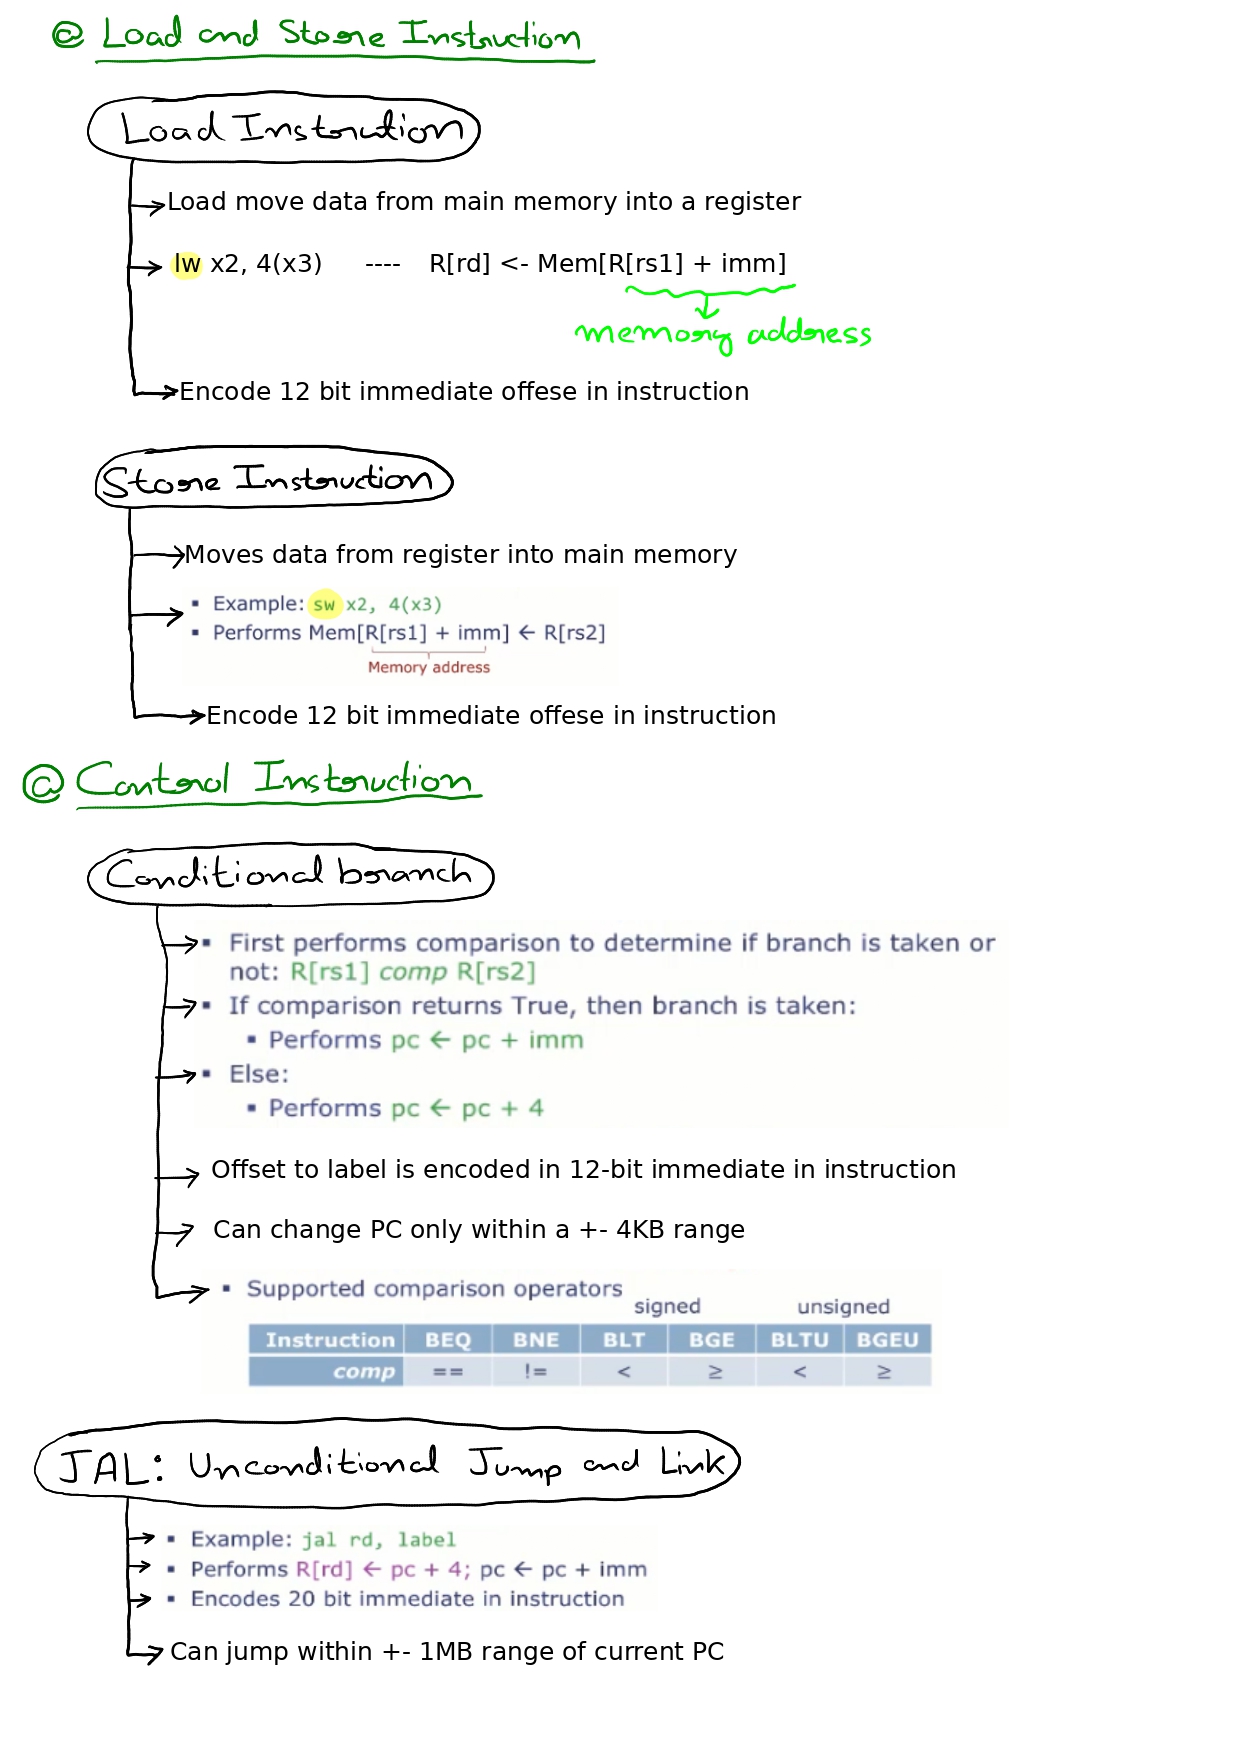 @ Load and Store Instruction
Load Instruction
Load move data from main memory into a register
lw x2, 4(x3) ---- R[rd] <- Mem[R[rs1] + imm]
memory address
Encode 12 bit immediate offese in instruction
Store Instruction
Moves data from register into main memory
▪ Example: sw x2, 4(x3)
▪ Performs Mem[R[rs1] + imm] ← R[rs2]
Memory address
Encode 12 bit immediate offese in instruction
@ Control Instruction
Conditional branch
▪ First performs comparison to determine if branch is taken or
not: R[rs1] comp R[rs2]
▪ If comparison returns True, then branch is taken:
▪ Performs pc ← pc + imm
▪ Else:
▪ Performs pc ← pc + 4
Offset to label is encoded in 12-bit immediate in instruction
Can change PC only within a +- 4KB range
▪ Supported comparison operators
signed unsigned
Instruction BEQ BNE BLT BGE BLTU BGEU
comp == != < ≥ < ≥
JAL: Unconditional Jump and Link
▪ Example: jal rd, label
▪ Performs R[rd] ← pc + 4; pc ← pc + imm
▪ Encodes 20 bit immediate in instruction
Can jump within +- 1MB range of current PC